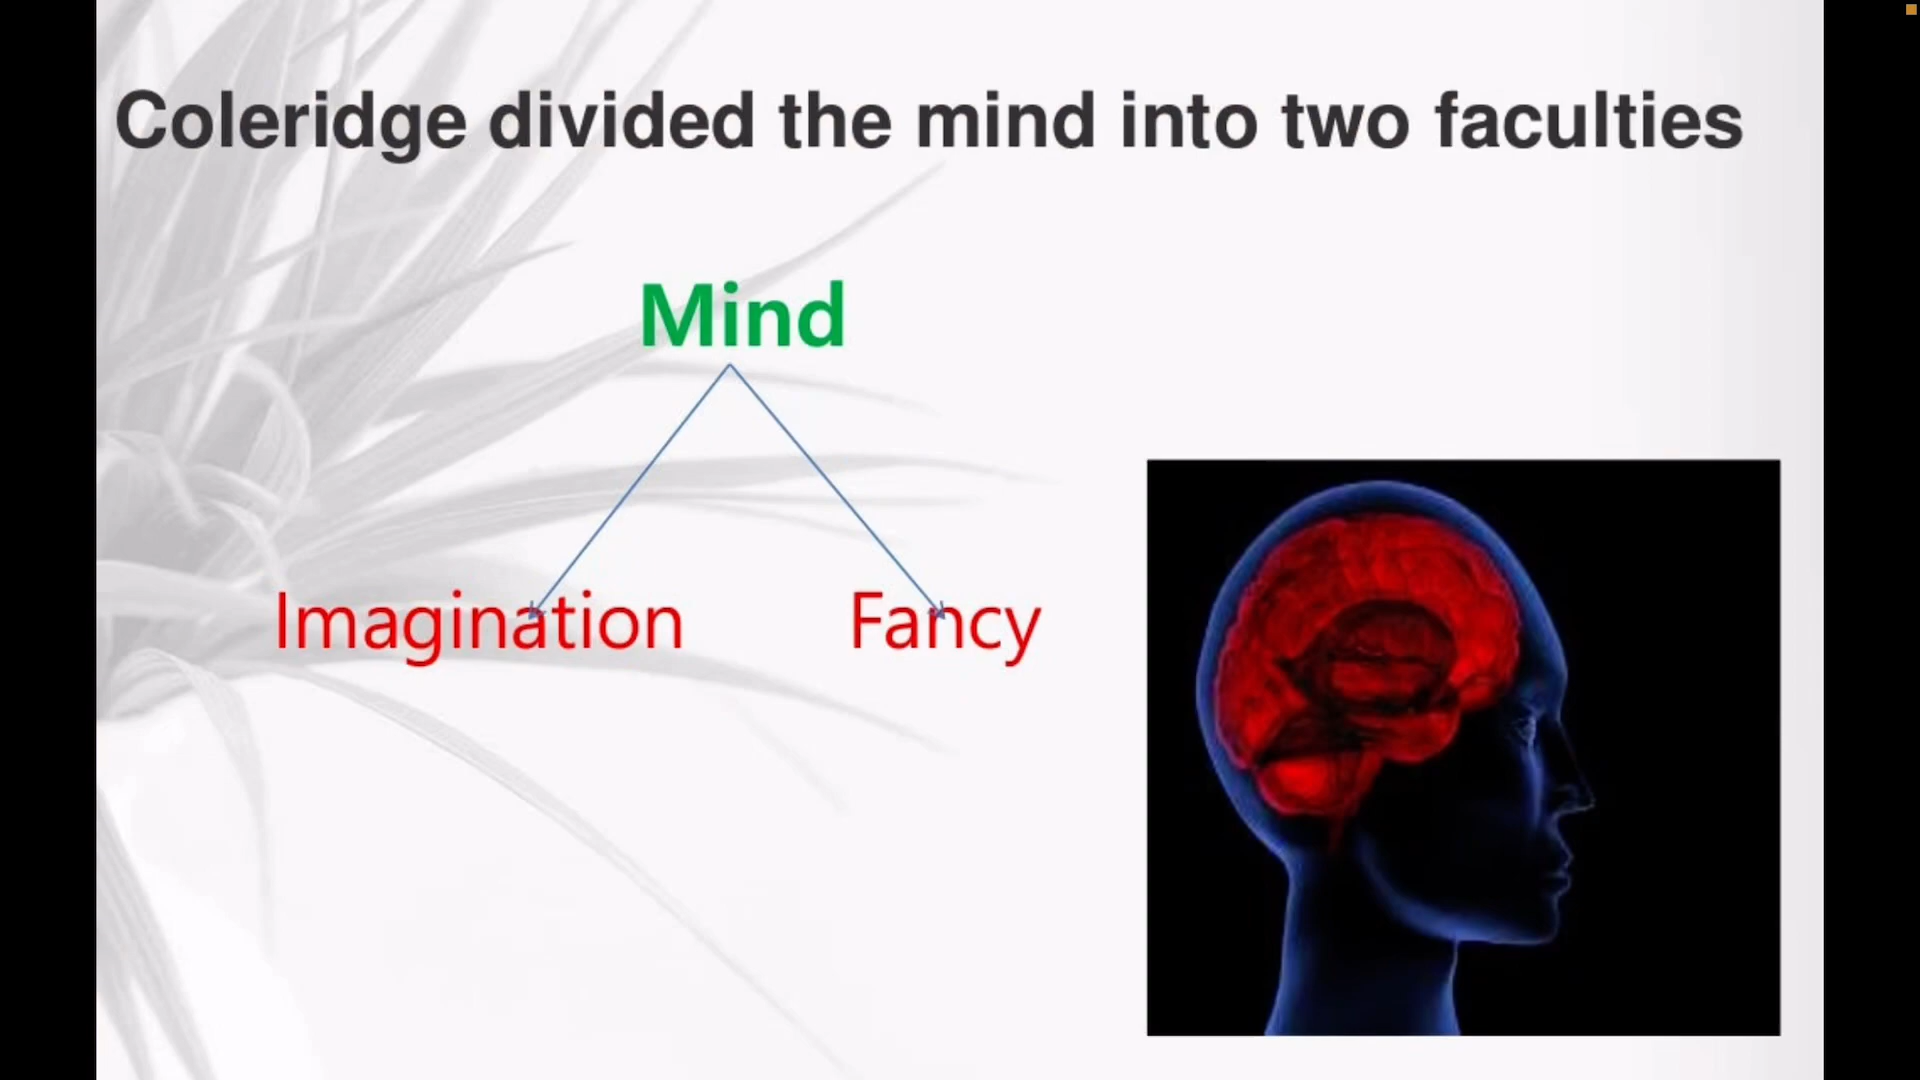 Coleridge divided the mind into two faculties
Mind
Imagination Fancy